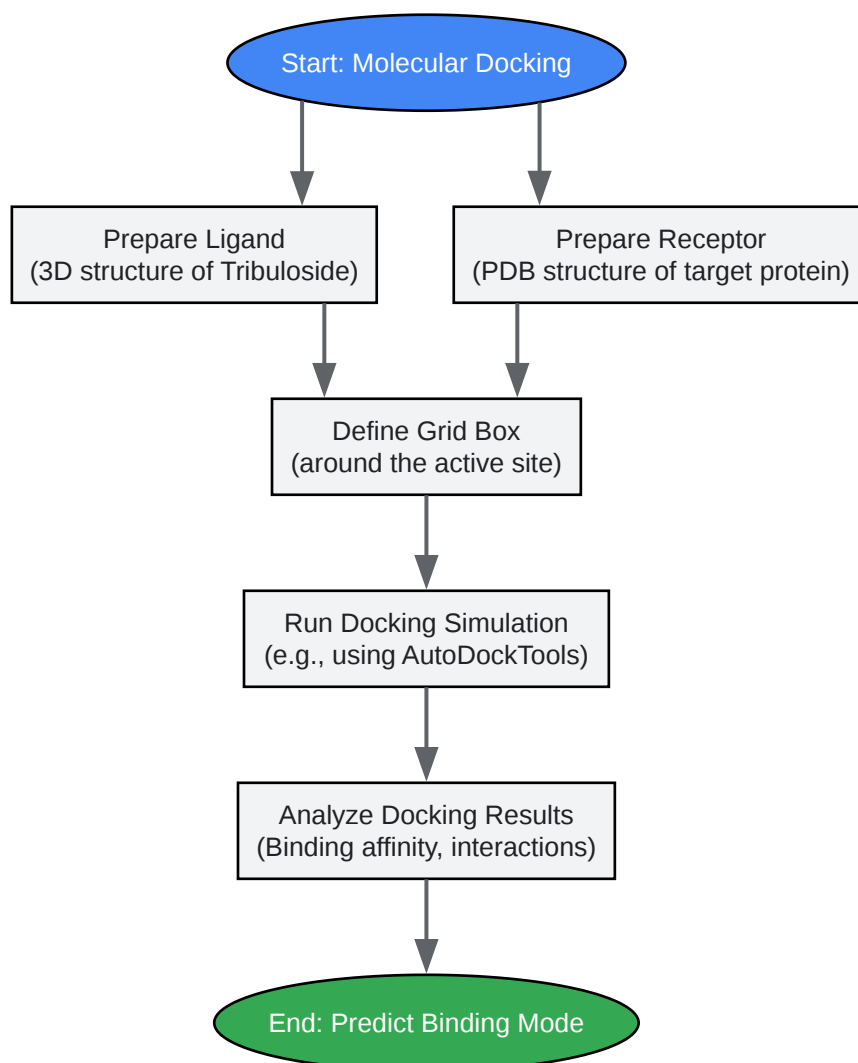 Start: Molecular Docking
Prepare Ligand
(3D structure of Tribuloside)
Prepare Receptor
(PDB structure of target protein)
Define Grid Box
(around the active site)
Run Docking Simulation
(e.g., using AutoDockTools)
Analyze Docking Results
(Binding affinity, interactions)
End: Predict Binding Mode